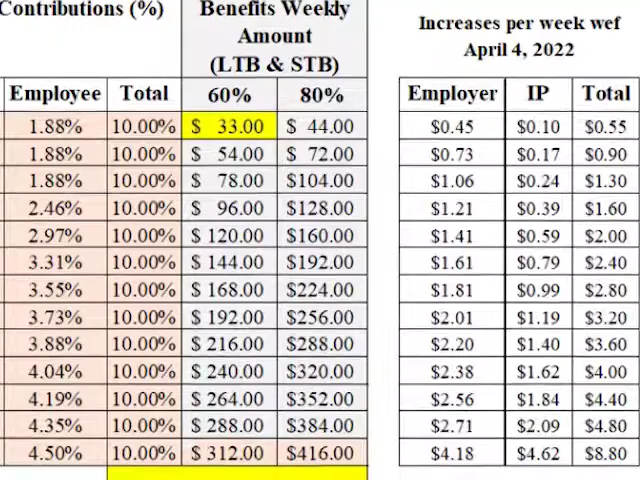 Contributions (%)
Benefits Weekly
Amount
(LTB & STB)
Increases per week wef
April 4, 2022
Employee Total 60% 80% Employer IP Total
1.88% 10.00% $ 33.00 $ 44.00 $0.45 $0.10 $0.55
1.88% 10.00% $ 54.00 $ 72.00 $0.73 $0.17 $0.90
1.88% 10.00% $ 78.00 $104.00 $1.06 $0.24 $1.30
2.46% 10.00% $ 96.00 $128.00 $1.21 $0.39 $1.60
2.97% 10.00% $ 120.00 $160.00 $1.41 $0.59 $2.00
3.31% 10.00% $ 144.00 $192.00 $1.61 $0.79 $2.40
3.55% 10.00% $ 168.00 $224.00 $1.81 $0.99 $2.80
3.73% 10.00% $ 192.00 $256.00 $2.01 $1.19 $3.20
3.88% 10.00% $ 216.00 $288.00 $2.20 $1.40 $3.60
4.04% 10.00% $ 240.00 $320.00 $2.38 $1.62 $4.00
4.19% 10.00% $ 264.00 $352.00 $2.56 $1.84 $4.40
4.35% 10.00% $ 288.00 $384.00 $2.71 $2.09 $4.80
4.50% 10.00% $ 312.00 $416.00 $4.18 $4.62 $8.80